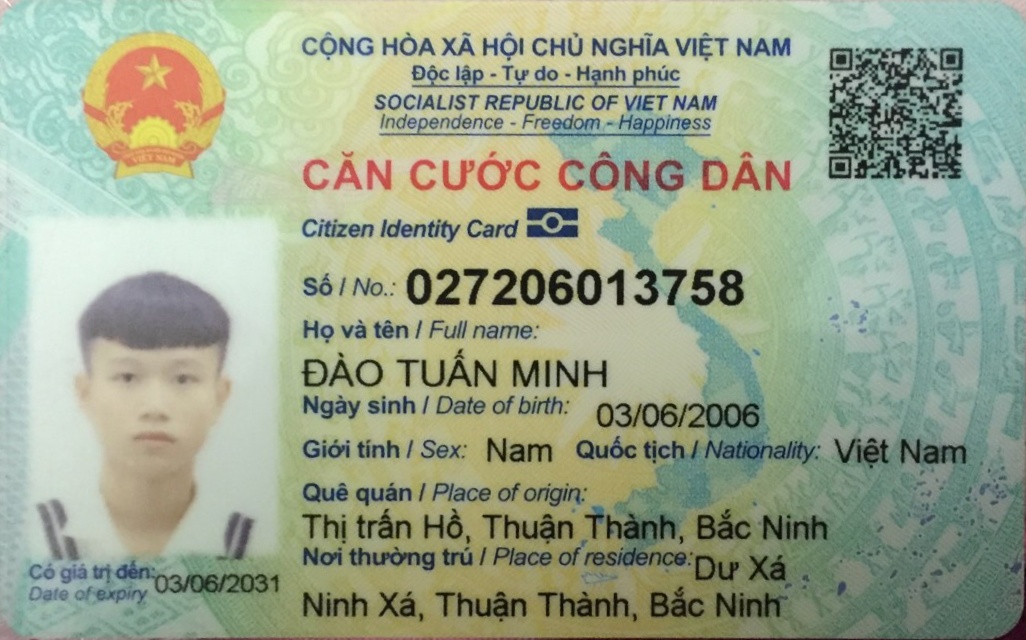 CỘNG HÒA XÃ HỘI CHỦ NGHĨA VIỆT NAM
Độc lập - Tự do - Hạnh phúc
SOCIALIST REPUBLIC OF VIET NAM
Independence - Freedom - Happiness
VIỆT NAM
CĂN CƯỚC CÔNG DÂN
Citizen Identity Card
Số / No.: 027206013758
Họ và tên / Full name:
ĐÀO TUẤN MINH
Ngày sinh / Date of birth: 03/06/2006
Giới tính / Sex: Nam Quốc tịch / Nationality: Việt Nam
Quê quán / Place of origin:
Thị trấn Hồ, Thuận Thành, Bắc Ninh
Nơi thường trú / Place of residence: Dư Xá
Ninh Xá, Thuận Thành, Bắc Ninh
Có giá trị đến: 03/06/2031
Date of expiry